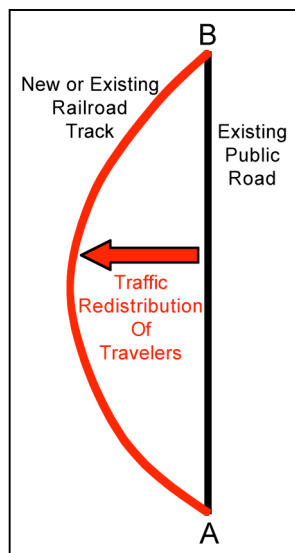 B
New or Existing
Railroad
Track
Existing
Public
Road
Traffic
Redistribution
Of
Travelers
A